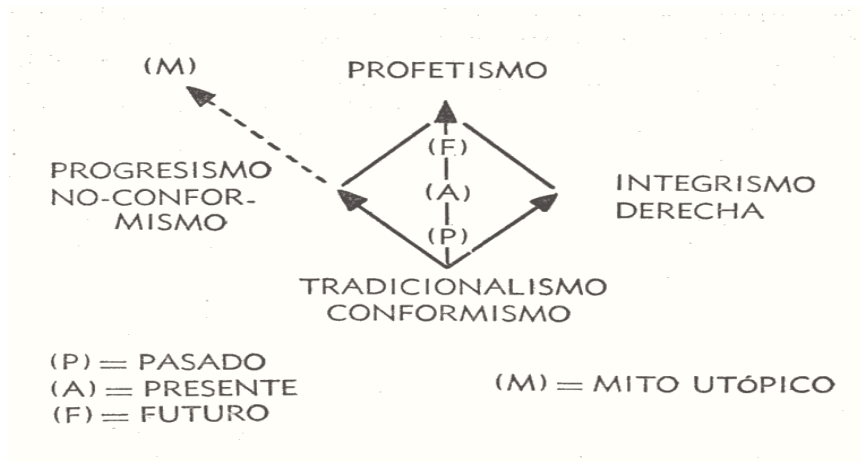 (M)
PROFETISMO
(F)
PROGRESISMO
NO-CONFOR-
MISMO
(A)
INTEGRISMO
DERECHA
(P)
TRADICIONALISMO
CONFORMISMO
(P) = PASADO
(A) = PRESENTE
(F) = FUTURO
(M) = MITO UTÓPICO